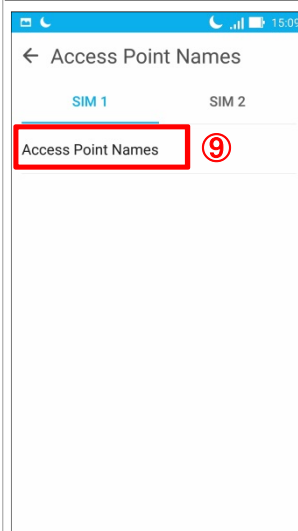 15:09
← Access Point Names
SIM 1 SIM 2
Access Point Names ⑨